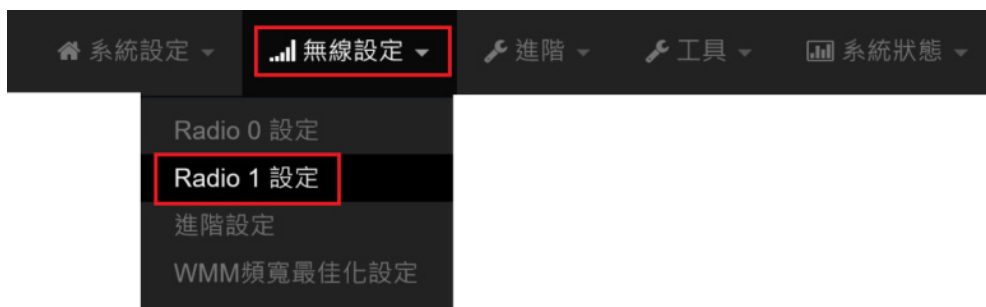 系統設定 無線設定 進階 工具 系統狀態
Radio 0 設定
Radio 1 設定
進階設定
WMM頻寬最佳化設定